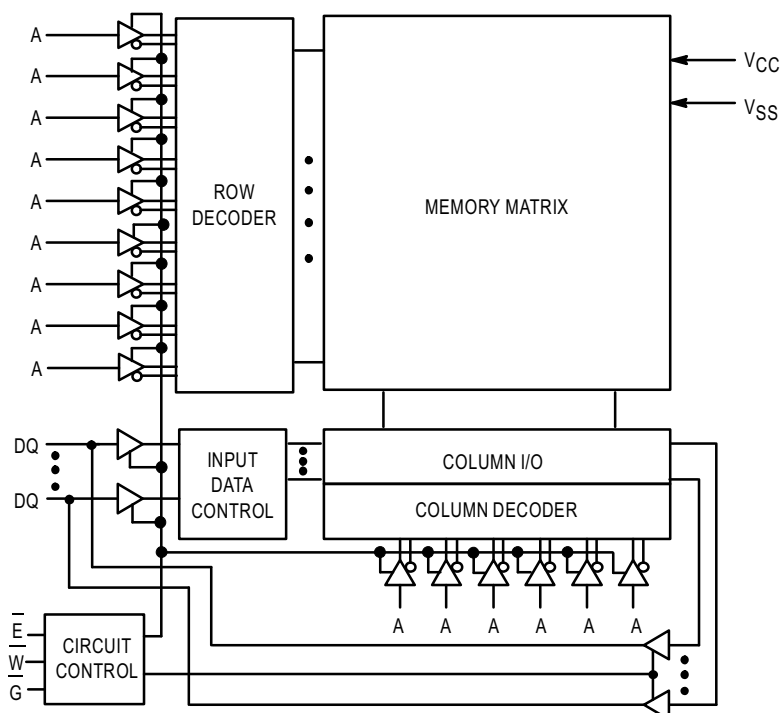 A
A
A
A
A
A
A
A
A
ROW
DECODER
MEMORY MATRIX
VCC
VSS
DQ
DQ
INPUT
DATA
CONTROL
COLUMN I/O
COLUMN DECODER
A A A A A A
E
W
G
CIRCUIT
CONTROL